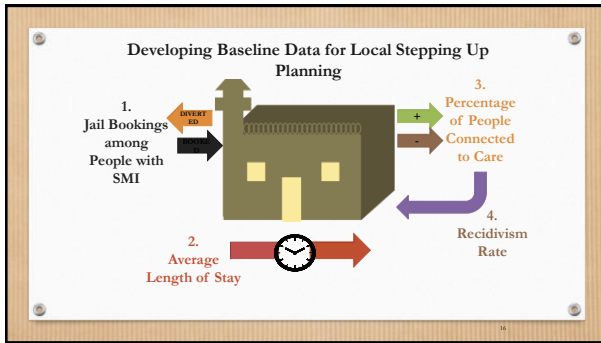 Developing Baseline Data for Local Stepping Up
Planning
1.
Jail Bookings
among
People with
SMI
DIVERT
ED
BOOKE
D
+
-
3.
Percentage
of People
Connected
to Care
4.
Recidivism
Rate
2.
Average
Length of Stay
16